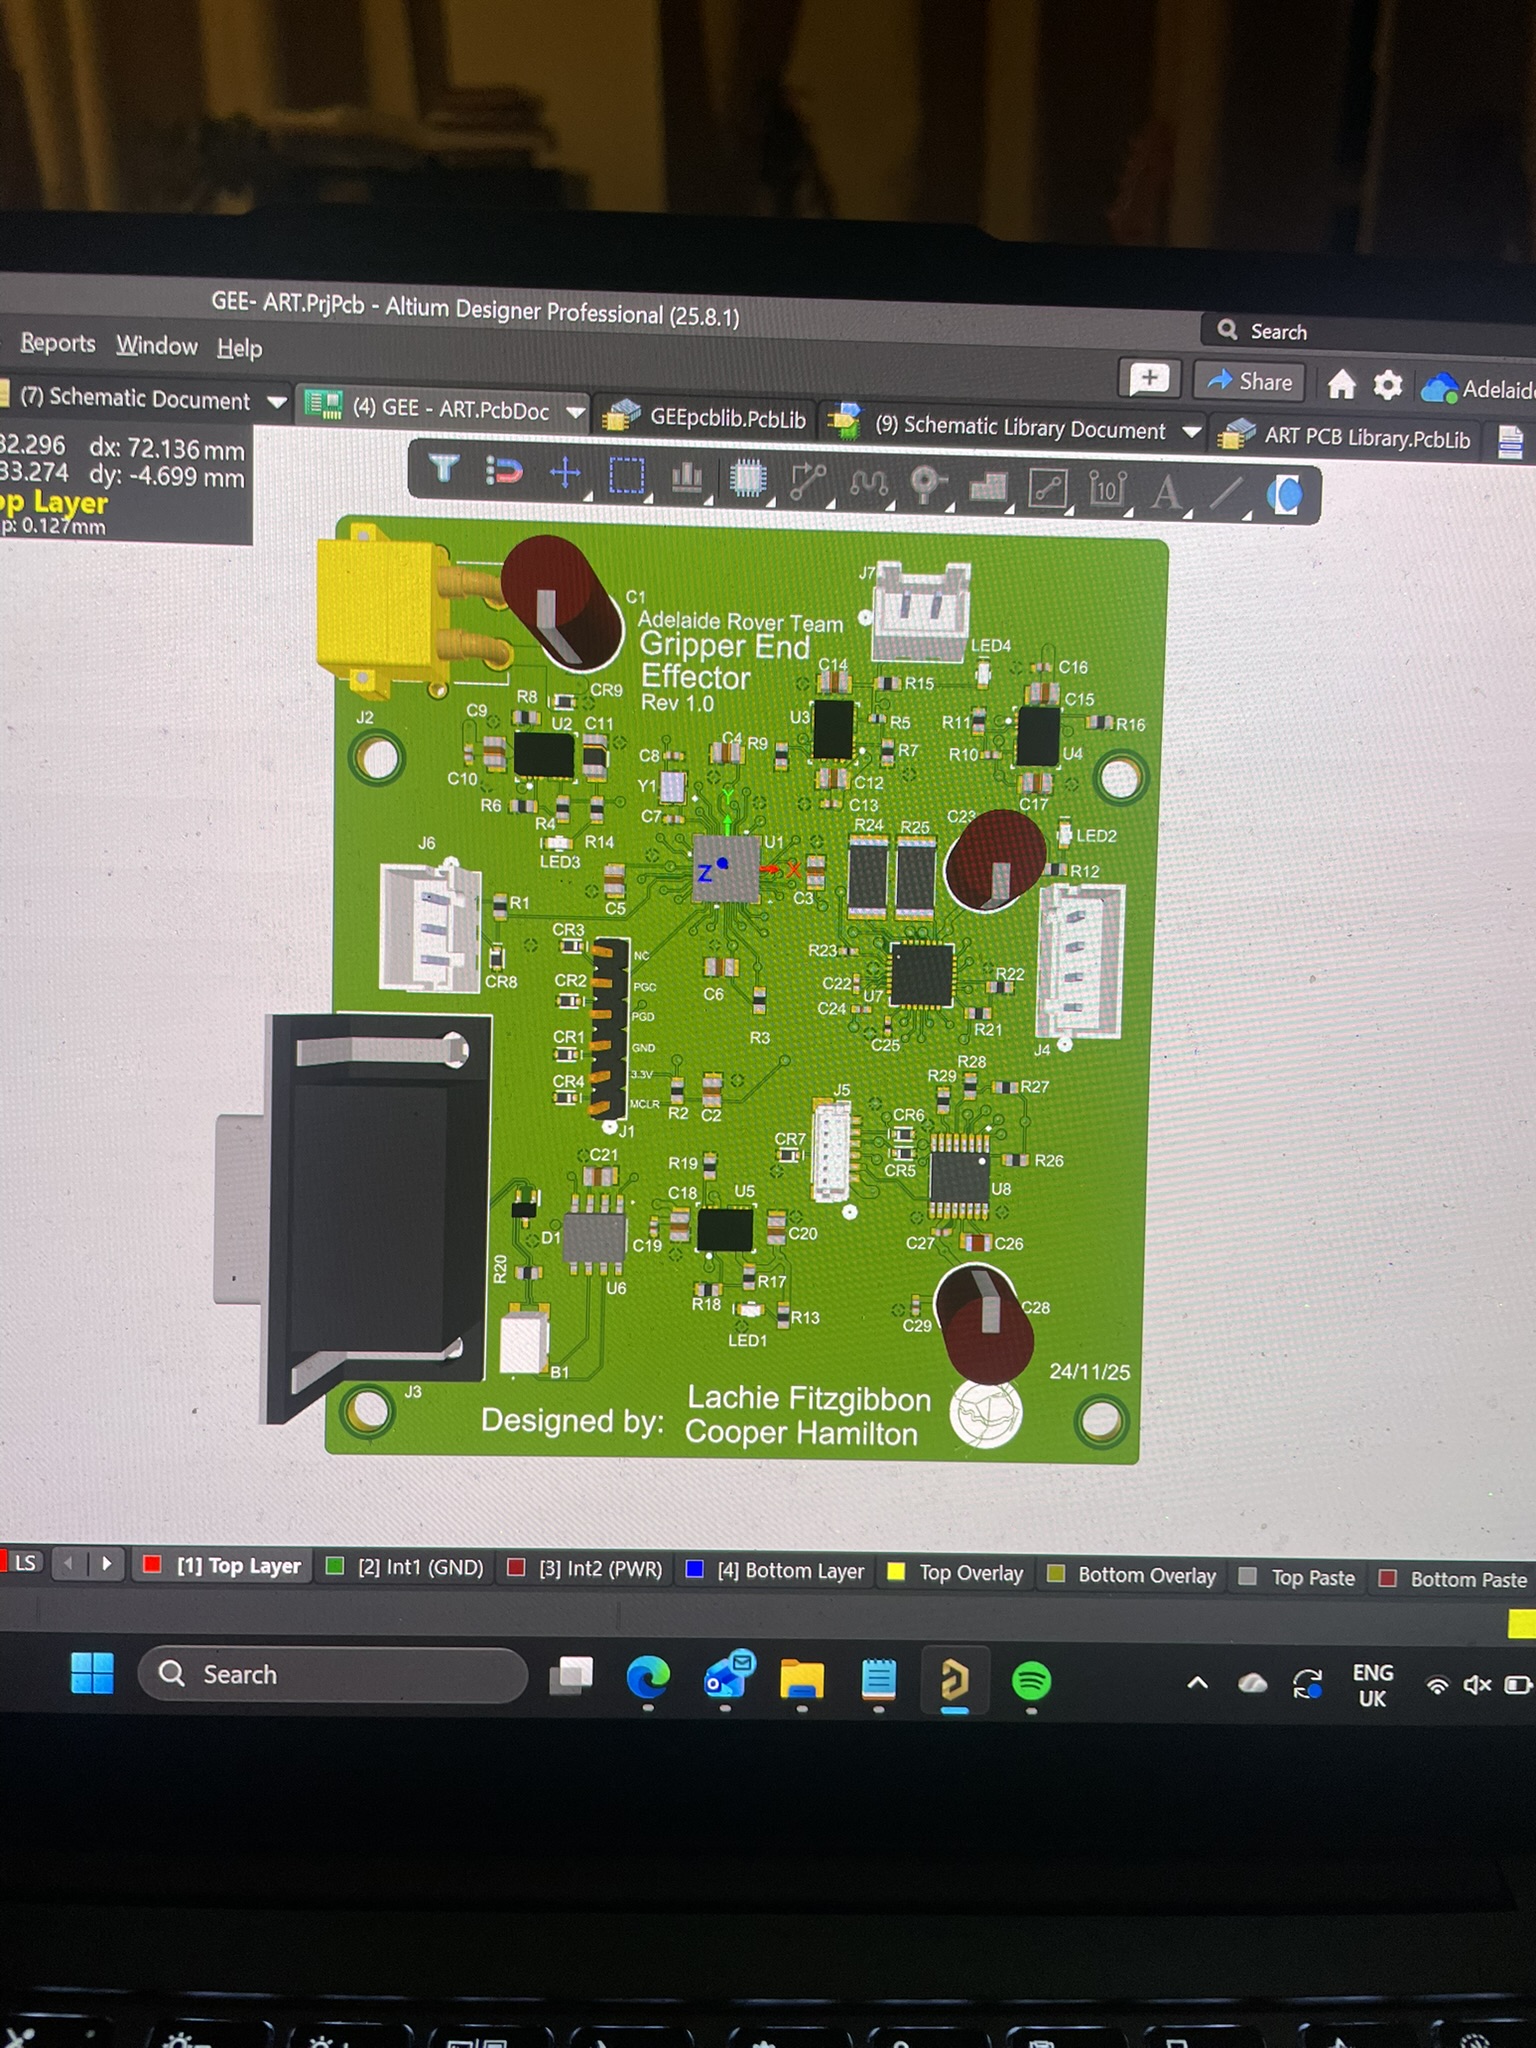 GEE- ART.PrjPcb - Altium Designer Professional (25.8.1)
Search
Reports Window Help
Share
(7) Schematic Document
(4) GEE - ART.PcbDoc
GEEpcblib.PcbLib
(9) Schematic Library Document
ART PCB Library.PcbLib
dx: 72.136 mm
dy: -4.699 mm
0.127mm
10
A
C1
J7
Adelaide Rover Team
Gripper End
Effector
Rev 1.0
LED4
C14
C16
C15
R15
CR9
R8
J2
C9
U2
C11
U3
R5
R11
R16
C4
R9
R7
R10
U4
C8
C10
Y1
C12
C17
R6
C7
C13
Y
R4
R14
C23
R24
R25
LED2
J6
LED3
U1
Z
X
R12
C3
R1
C5
CR3
NC
R23
CR8
CR2
PGC
C6
C22
U7
R22
PGD
C24
R21
CR1
GND
R3
C25
J4
3.3V
R28
CR4
R29
R27
MCLR
R2
C2
J5
J1
CR6
CR7
CR5
R26
C21
R19
U5
U8
C18
D1
C19
C20
C27
C26
R20
U6
R17
R18
R13
C29
C28
LED1
B1
24/11/25
J3
Designed by:
Lachie Fitzgibbon
Cooper Hamilton
LS
[1] Top Layer
[2] Int1 (GND)
[3] Int2 (PWR)
[4] Bottom Layer
Top Overlay
Bottom Overlay
Top Paste
Bottom Paste
Search
ENG
UK